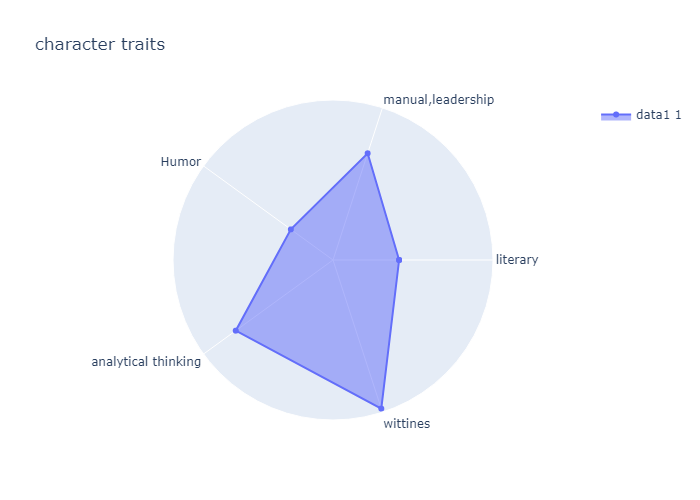 character traits
manual,leadership
data1 1
Humor
literary
analytical thinking
wittines